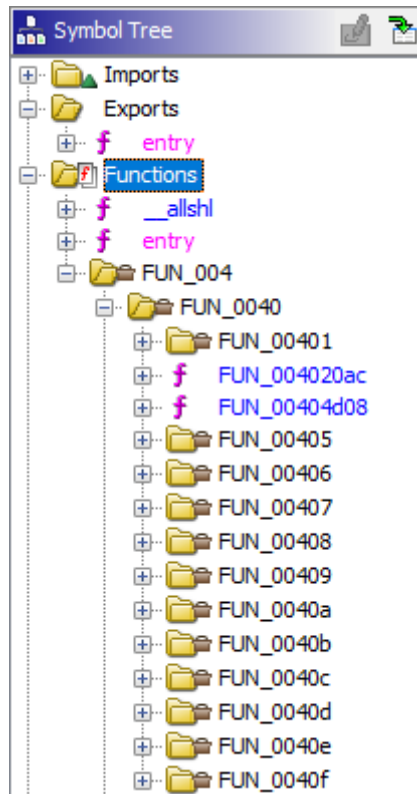 Symbol Tree
Imports
Exports
f entry
Functions
f __allshl
f entry
FUN_004
FUN_0040
FUN_00401
f FUN_004020ac
f FUN_00404d08
FUN_00405
FUN_00406
FUN_00407
FUN_00408
FUN_00409
FUN_0040a
FUN_0040b
FUN_0040c
FUN_0040d
FUN_0040e
FUN_0040f